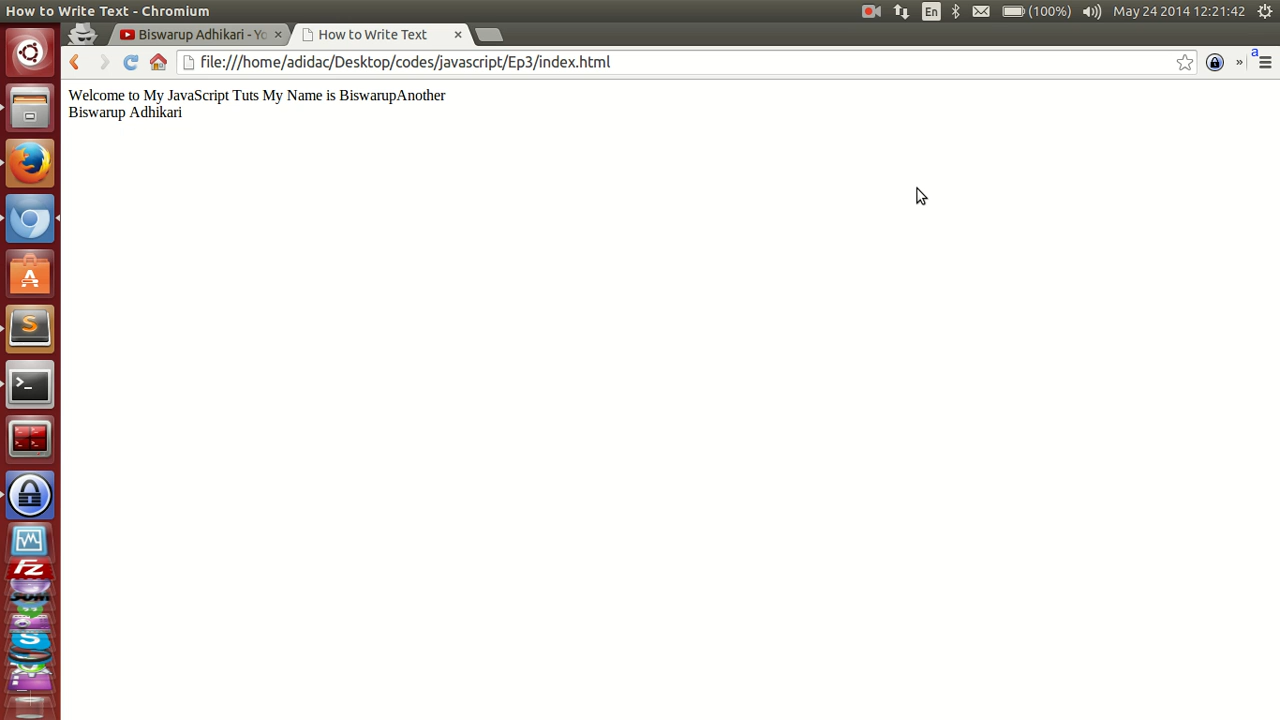 How to Write Text - Chromium
En
(100%)
May 24 2014 12:21:42
Biswarup Adhikari - Yo
How to Write Text
file:///home/adidac/Desktop/codes/javascript/Ep3/index.html
a
»
Welcome to My JavaScript Tuts My Name is BiswarupAnother
Biswarup Adhikari
A
S
>_
Fz
S